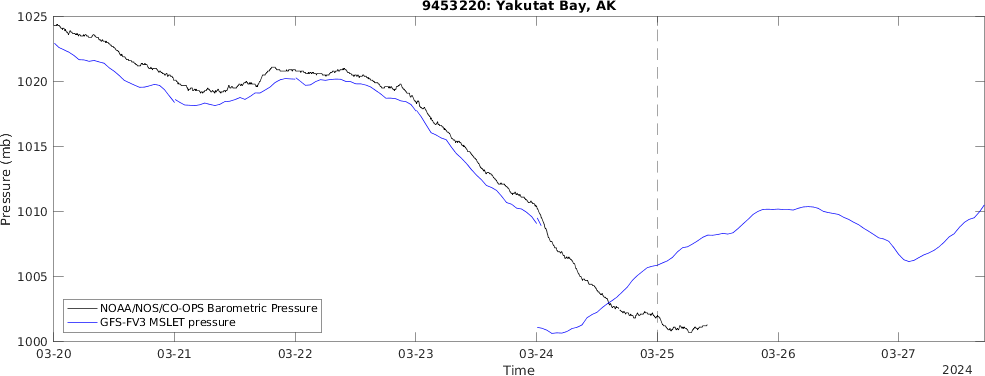 9453220: Yakutat Bay, AK
Pressure (mb)
1025
1020
1015
1010
1005
1000
NOAA/NOS/CO-OPS Barometric Pressure
GFS-FV3 MSLET pressure
03-20 03-21 03-22 03-23 03-24 03-25 03-26 03-27
Time
2024